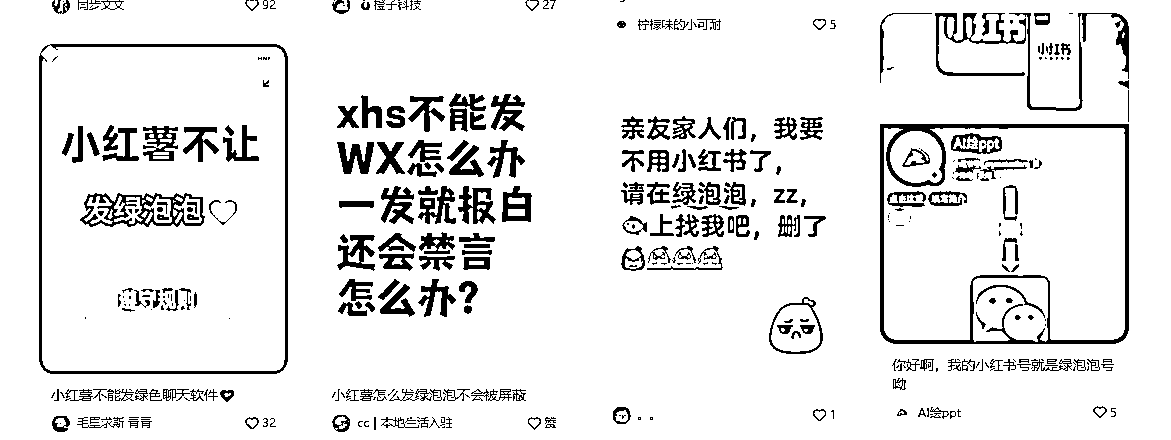 同步文文
92
橙子科技
27
柠檬味的小可耐
5
小红薯不让
发绿泡泡♡
遵守规则
小红薯不能发绿色聊天软件
毛里求斯 胥胥
32
xhs不能发
WX怎么办
一发就报白
还会禁言
怎么办?
小红薯怎么发绿泡泡不会被屏蔽
cc | 本地生活入驻
赞
亲友家人们，我要
不用小红书了，
请在绿泡泡，zz，
🐟上找我吧，删了
。。
1
小红书
小红书
AI绘ppt
你好啊，我的小红书号就是绿泡泡号
呦
AI绘ppt
5